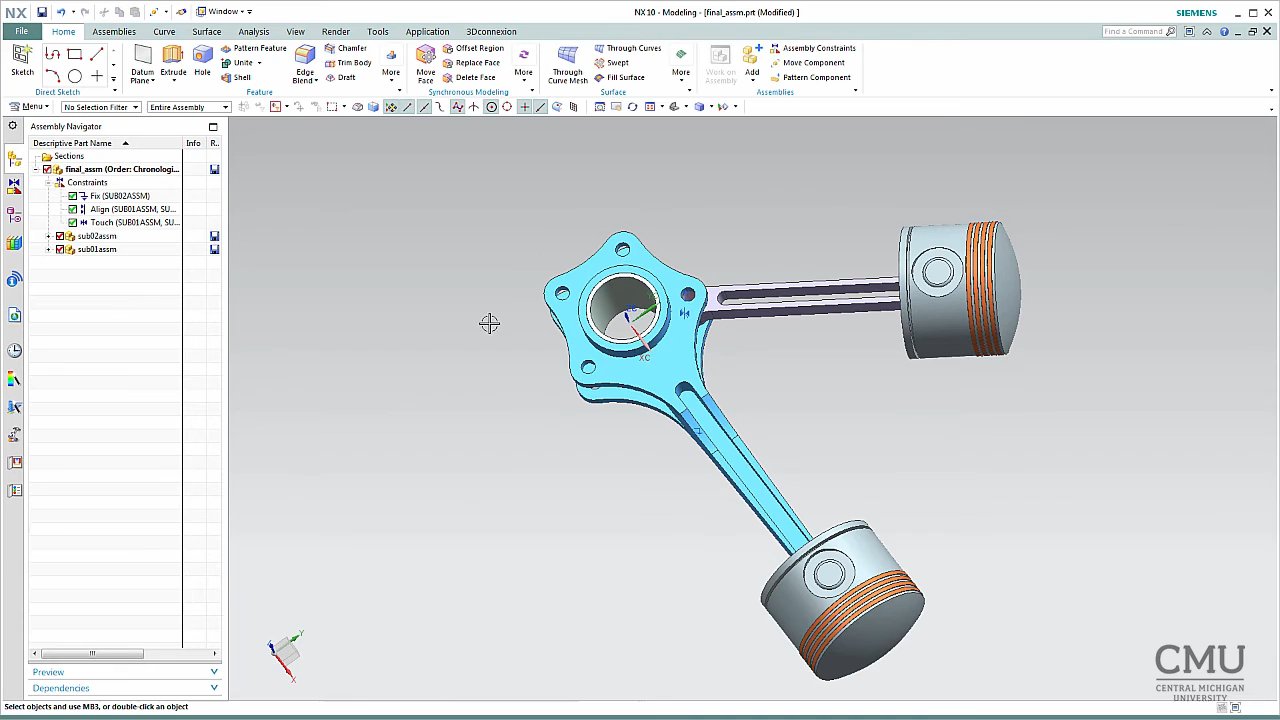 NX
Window
NX 10 - Modeling - [final_assm.prt (Modified) ]
SIEMENS
File
Home
Assemblies
Curve
Surface
Analysis
View
Render
Tools
Application
3Dconnexion
Find a Command
Sketch
Direct Sketch
Datum Plane
Extrude
Hole
Pattern Feature
Unite
Shell
Edge Blend
Chamfer
Trim Body
Draft
More
Feature
Move Face
Offset Region
Replace Face
Delete Face
More
Synchronous Modeling
Through Curve Mesh
Through Curves
Swept
Fill Surface
More
Surface
Work on Assembly
Add
Assembly Constraints
Move Component
Pattern Component
Assemblies
Menu
No Selection Filter
Entire Assembly
Assembly Navigator
Descriptive Part Name
Info
R..
Sections
final_assm (Order: Chronologi...
Constraints
Fix (SUB02ASSM)
Align (SUB01ASSM, SU...
Touch (SUB01ASSM, SU...
sub02assm
sub01assm
XC
Y
X
Preview
Dependencies
Select objects and use MB3, or double-click an object
CMU
CENTRAL MICHIGAN
UNIVERSITY